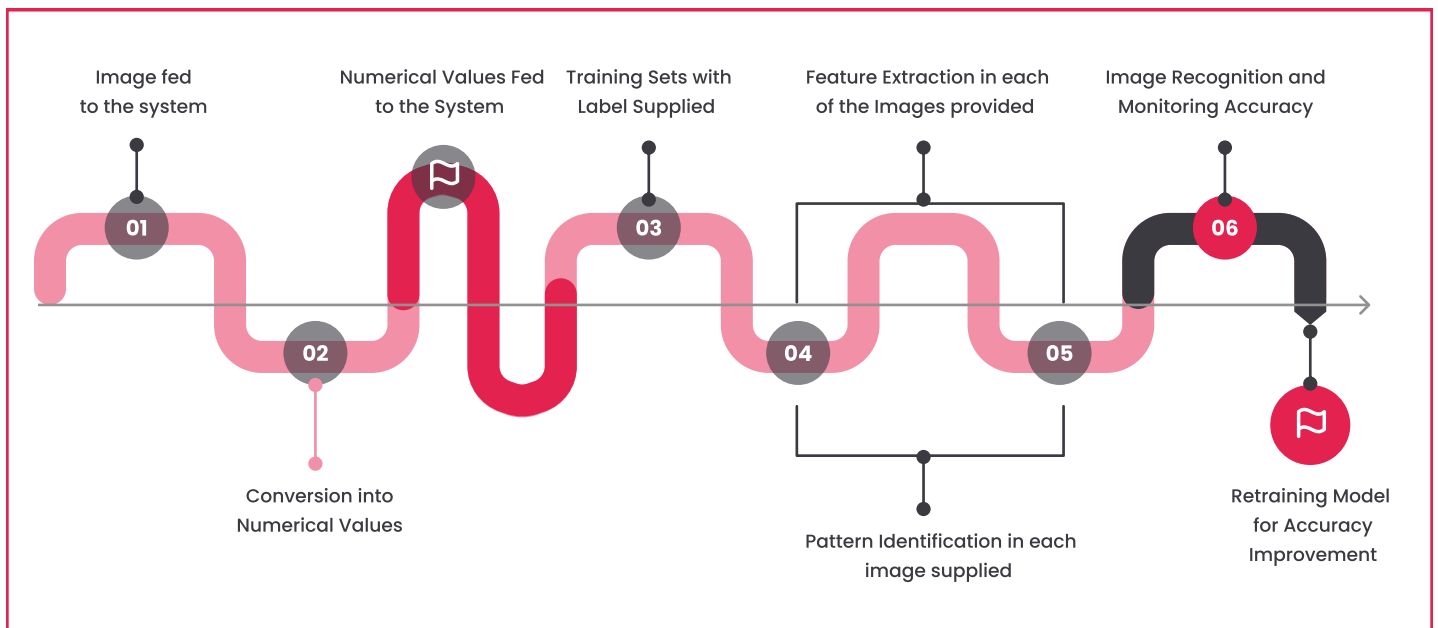 Image fed
to the system
Numerical Values Fed
to the System
Training Sets with
Label Supplied
Feature Extraction in each
of the Images provided
Image Recognition and
Monitoring Accuracy
01
03
06
02
04
05
Conversion into
Numerical Values
Pattern Identification in each
image supplied
Retraining Model
for Accuracy
Improvement